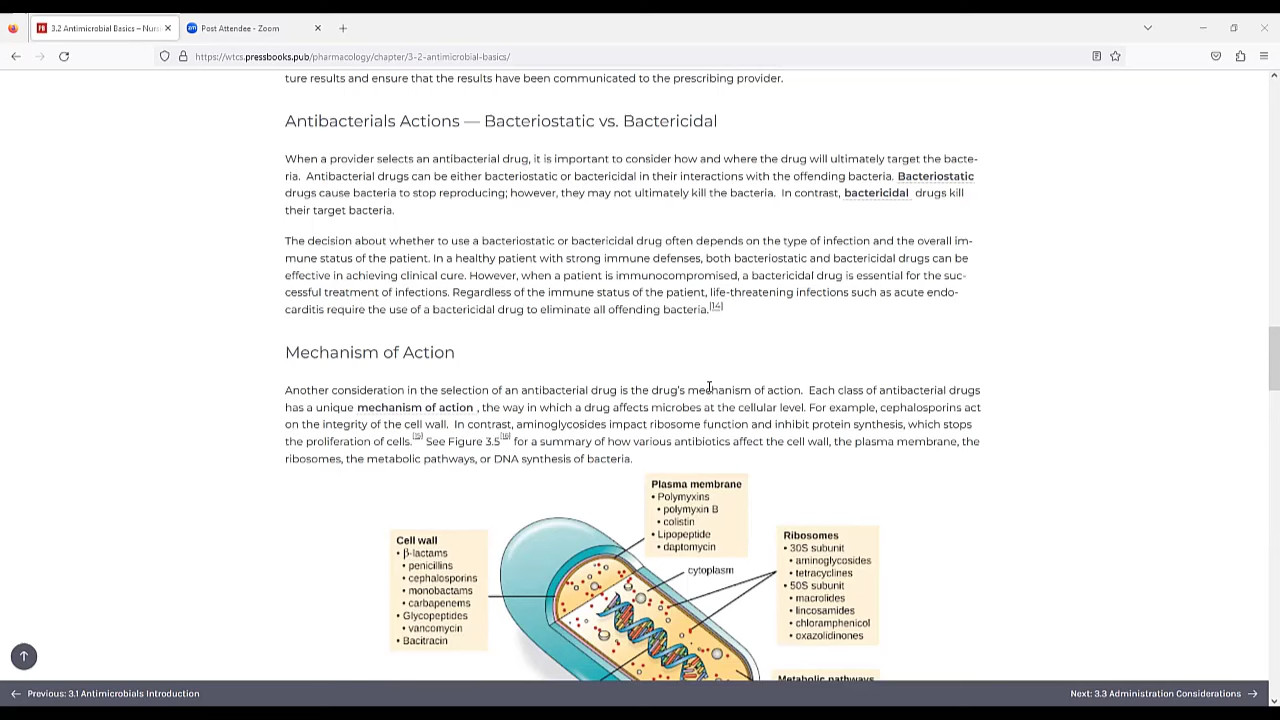 3.2 Antimicrobial Basics – Nurs
Post Attendee - Zoom
https://wtcs.pressbooks.pub/pharmacology/chapter/3-2-antimicrobial-basics/
ture results and ensure that the results have been communicated to the prescribing provider.
Antibacterials Actions — Bacteriostatic vs. Bactericidal
When a provider selects an antibacterial drug, it is important to consider how and where the drug will ultimately target the bacte-
ria. Antibacterial drugs can be either bacteriostatic or bactericidal in their interactions with the offending bacteria. Bacteriostatic
drugs cause bacteria to stop reproducing; however, they may not ultimately kill the bacteria. In contrast, bactericidal drugs kill
their target bacteria.
The decision about whether to use a bacteriostatic or bactericidal drug often depends on the type of infection and the overall im-
mune status of the patient. In a healthy patient with strong immune defenses, both bacteriostatic and bactericidal drugs can be
effective in achieving clinical cure. However, when a patient is immunocompromised, a bactericidal drug is essential for the suc-
cessful treatment of infections. Regardless of the immune status of the patient, life-threatening infections such as acute endo-
carditis require the use of a bactericidal drug to eliminate all offending bacteria.[14]
Mechanism of Action
Another consideration in the selection of an antibacterial drug is the drug's mechanism of action. Each class of antibacterial drugs
has a unique mechanism of action , the way in which a drug affects microbes at the cellular level. For example, cephalosporins act
on the integrity of the cell wall. In contrast, aminoglycosides impact ribosome function and inhibit protein synthesis, which stops
the proliferation of cells.[15] See Figure 3.5[16] for a summary of how various antibiotics affect the cell wall, the plasma membrane, the
ribosomes, the metabolic pathways, or DNA synthesis of bacteria.
Plasma membrane
• Polymyxins
• polymyxin B
• colistin
• Lipopeptide
• daptomycin
Cell wall
• β-lactams
• penicillins
• cephalosporins
• monobactams
• carbapenems
• Glycopeptides
• vancomycin
• Bacitracin
cytoplasm
Ribosomes
• 30S subunit
• aminoglycosides
• tetracyclines
• 50S subunit
• macrolides
• lincosamides
• chloramphenicol
• oxazolidinones
Metabolic pathways
Previous: 3.1 Antimicrobials Introduction
Next: 3.3 Administration Considerations